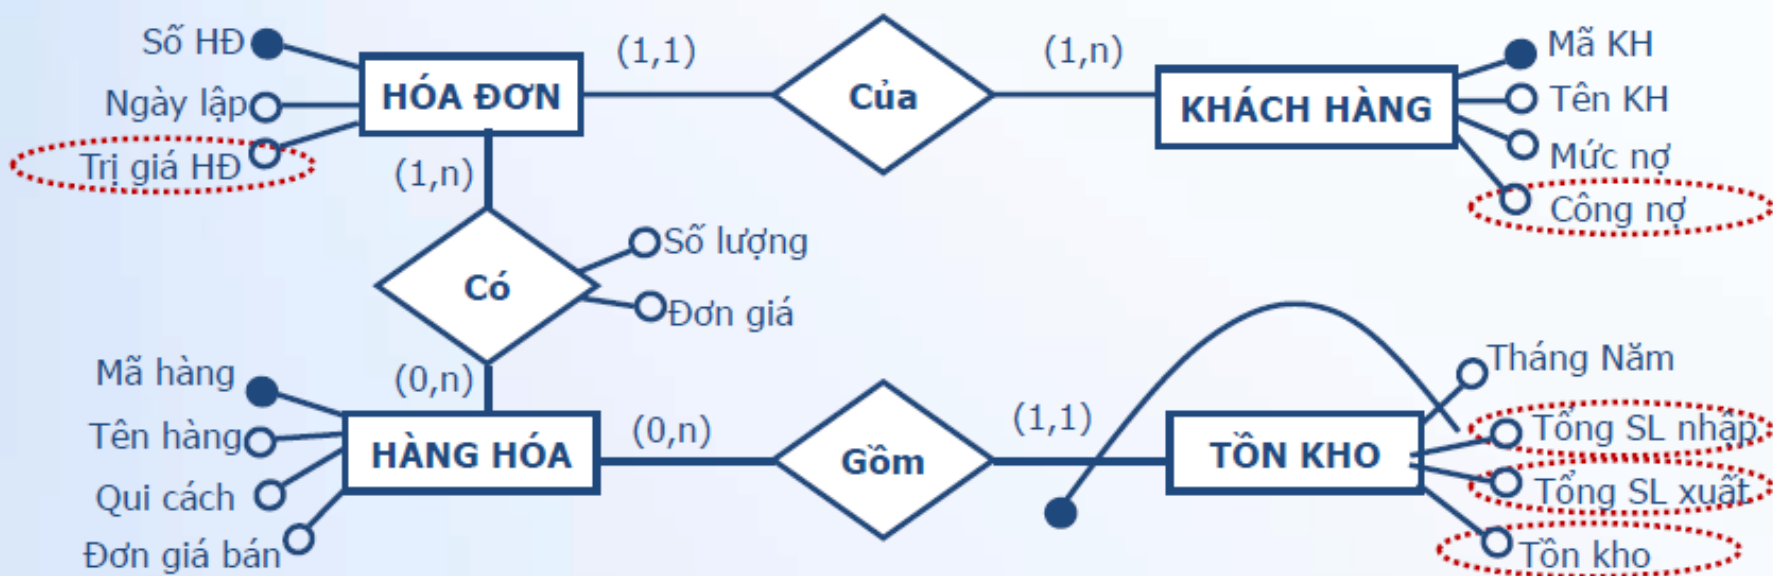 Số HĐ
Ngày lập
Trị giá HĐ
HÓA ĐƠN
(1,1)
Của
(1,n)
KHÁCH HÀNG
Mã KH
Tên KH
Mức nợ
Công nợ
(1,n)
Có
Số lượng
Đơn giá
(0,n)
Mã hàng
Tên hàng
Qui cách
Đơn giá bán
HÀNG HÓA
(0,n)
Gồm
(1,1)
TỒN KHO
Tháng Năm
Tổng SL nhập
Tổng SL xuất
Tồn kho